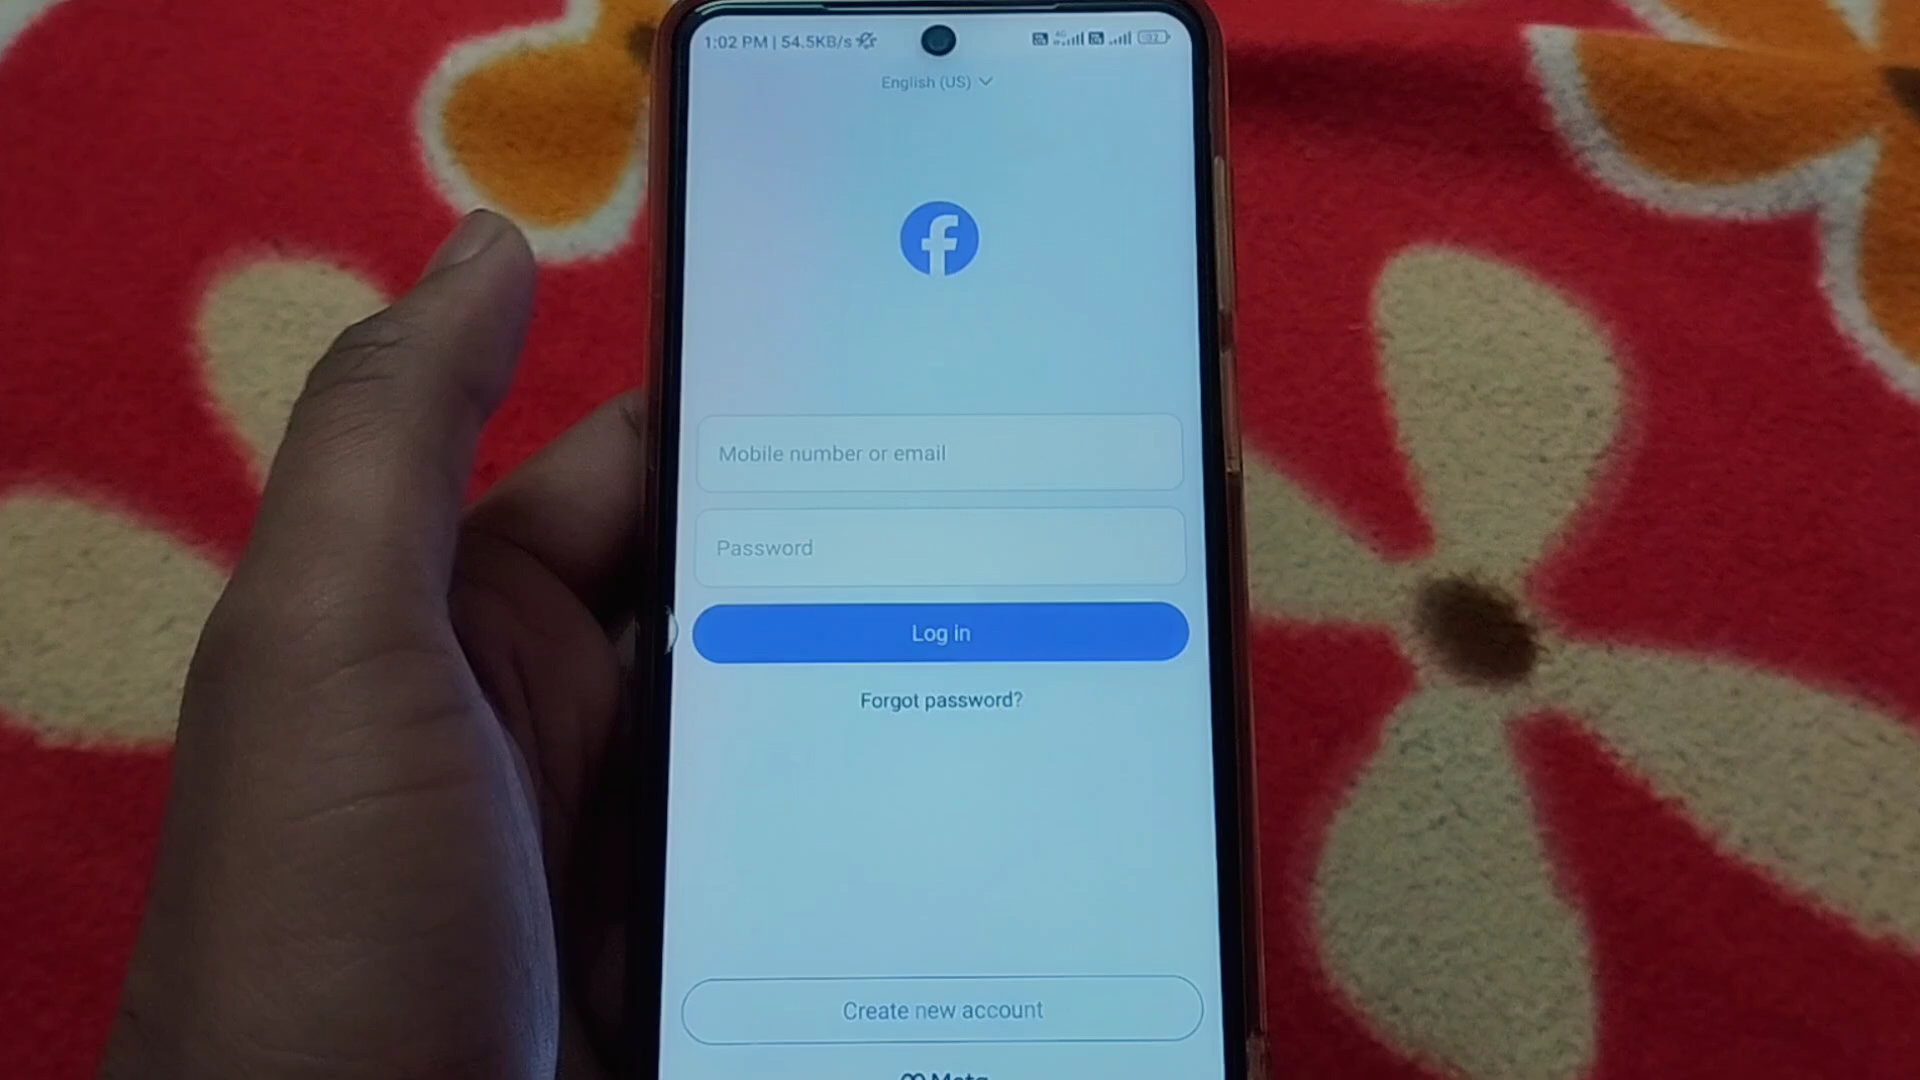 1:02 PM | 54.5KB/s
English (US)
Mobile number or email
Password
Log in
Forgot password?
Create new account
Meta